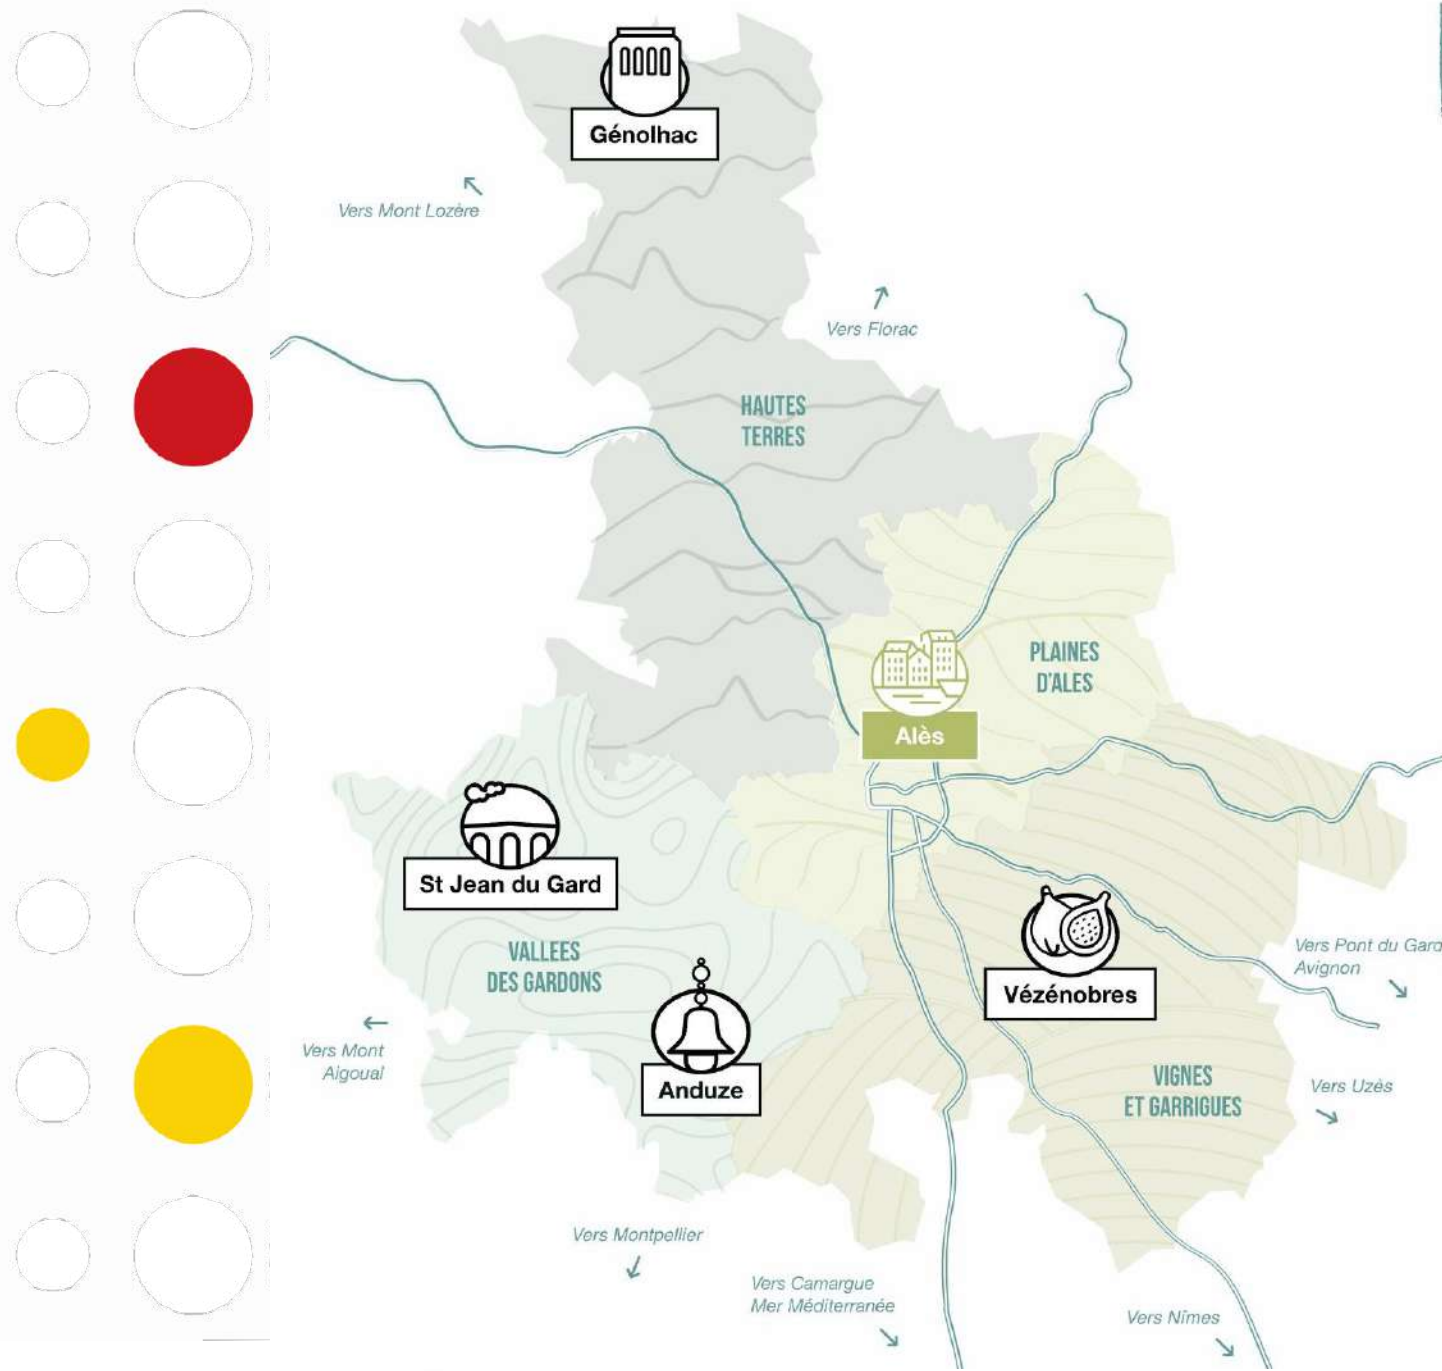 Génolhac
Vers Mont Lozère
Vers Florac
HAUTES
TERRES
PLAINES
D'ALES
Alès
St Jean du Gard
VALLEES
DES GARDONS
Vézénobres
Vers Pont du Gard
Avignon
Vers Mont
Aigoual
Anduze
VIGNES
ET GARRIGUES
Vers Uzès
Vers Montpellier
Vers Camargue
Mer Méditerranée
Vers Nîmes